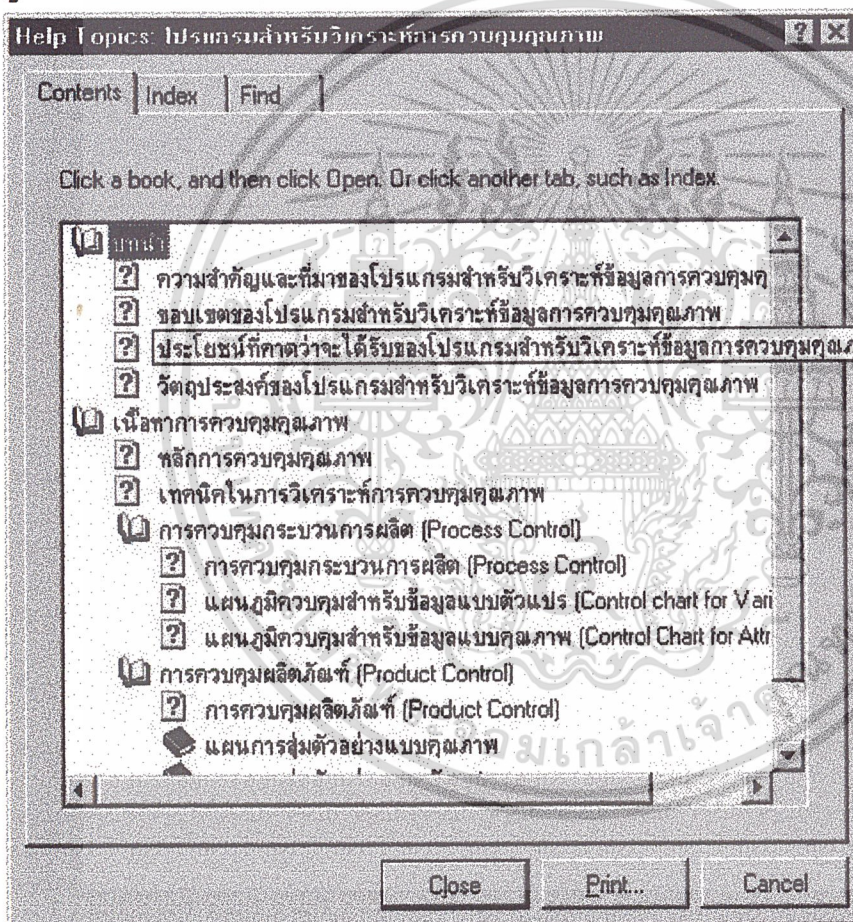 Help Topics: โปรแกรมสำหรับวิเคราะห์การควบคุมคุณภาพ
Contents Index Find
Click a book, and then click Open. Or click another tab, such as Index.
บทนำ
ความสำคัญและที่มาของโปรแกรมสำหรับวิเคราะห์ข้อมูลการควบคุมคุ
ขอบเขตของโปรแกรมสำหรับวิเคราะห์ข้อมูลการควบคุมคุณภาพ
ประโยชน์ที่คาดว่าจะได้รับของโปรแกรมสำหรับวิเคราะห์ข้อมูลการควบคุมคุณภ
วัตถุประสงค์ของโปรแกรมสำหรับวิเคราะห์ข้อมูลการควบคุมคุณภาพ
เนื้อหาการควบคุมคุณภาพ
หลักการควบคุมคุณภาพ
เทคนิคในการวิเคราะห์การควบคุมคุณภาพ
การควบคุมกระบวนการผลิต (Process Control)
การควบคุมกระบวนการผลิต (Process Control)
แผนภูมิควบคุมสำหรับข้อมูลแบบตัวแปร (Control chart for Vari
แผนภูมิควบคุมสำหรับข้อมูลแบบคุณภาพ (Control Chart for Attr
การควบคุมผลิตภัณฑ์ (Product Control)
การควบคุมผลิตภัณฑ์ (Product Control)
แผนการสุ่มตัวอย่างแบบคุณภาพ
Close Print... Cancel